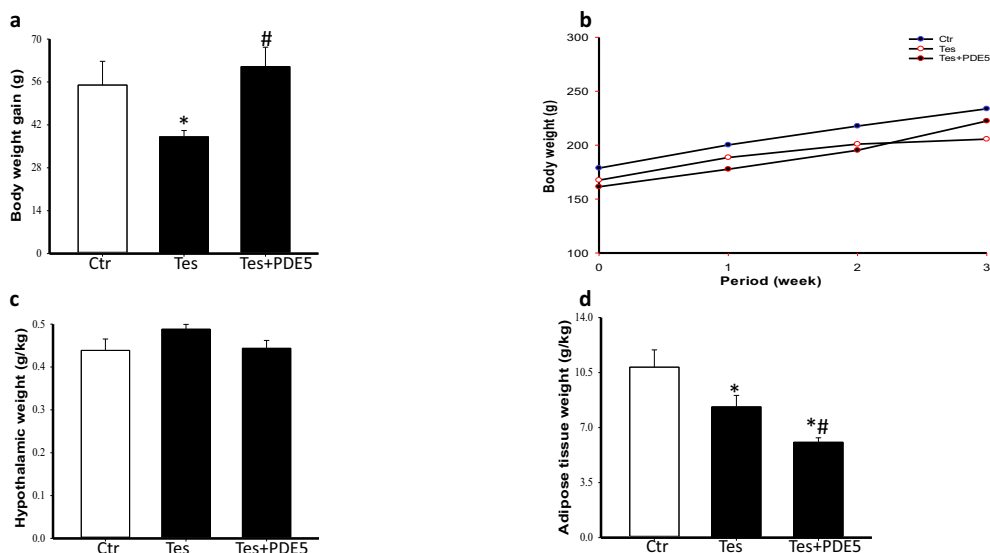 a
Body weight gain (g)
70
56
42
28
14
0
*
#
Ctr Tes Tes+PDE5
b
Body weight (g)
300
250
200
150
100
Ctr
Tes
Tes+PDE5
0 1 2 3
Period (week)
c
Hypothalamic weight (g/kg)
0.5
0.4
0.3
0.2
0.1
0.0
Ctr Tes Tes+PDE5
d
Adipose tissue weight (g/kg)
14.0
10.5
7.0
3.5
0.0
*
*#
Ctr Tes Tes+PDE5